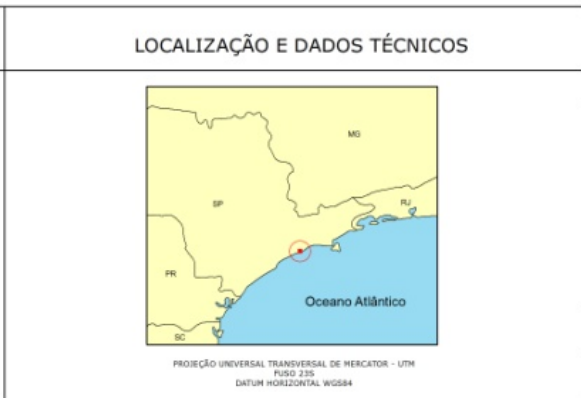 LOCALIZAÇÃO E DADOS TÉCNICOS
MG
SP
RJ
PR
Oceano Atlântico
SC
PROJEÇÃO UNIVERSAL TRANSVERSAL DE MERCATOR - UTM
FUSO 23S
DATUM HORIZONTAL WGS84